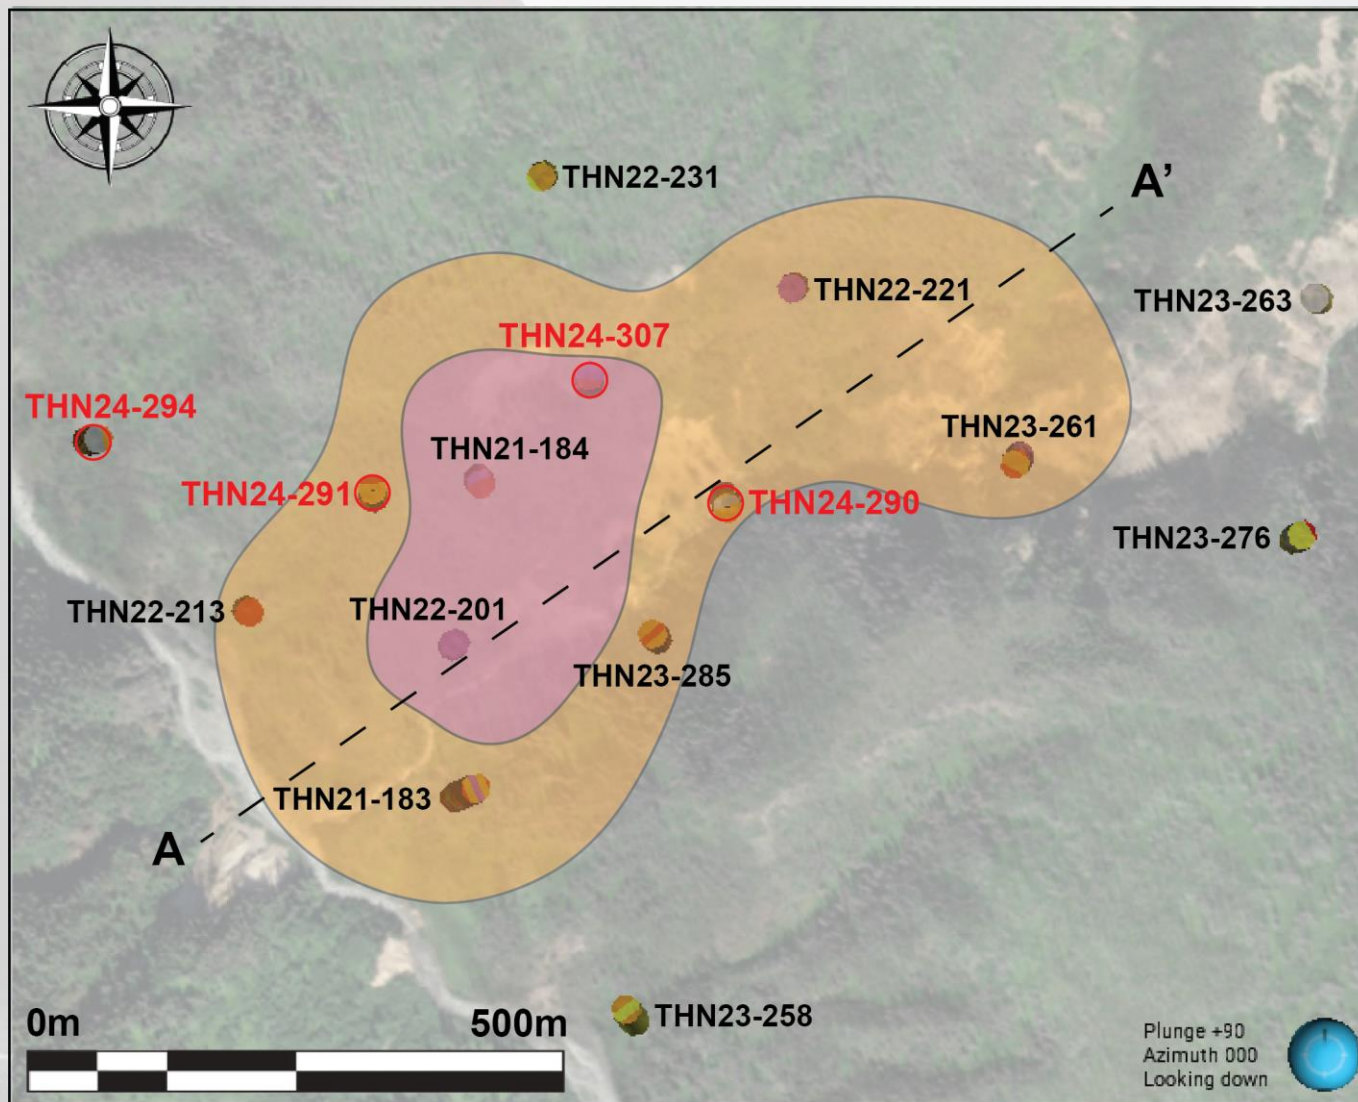 THN22-231
A’
THN22-221
THN23-263
THN24-307
THN24-294
THN21-184
THN23-261
THN24-291
THN24-290
THN23-276
THN22-213
THN22-201
THN23-285
THN21-183
A
THN23-258
0m
500m
Plunge +90
Azimuth 000
Looking down